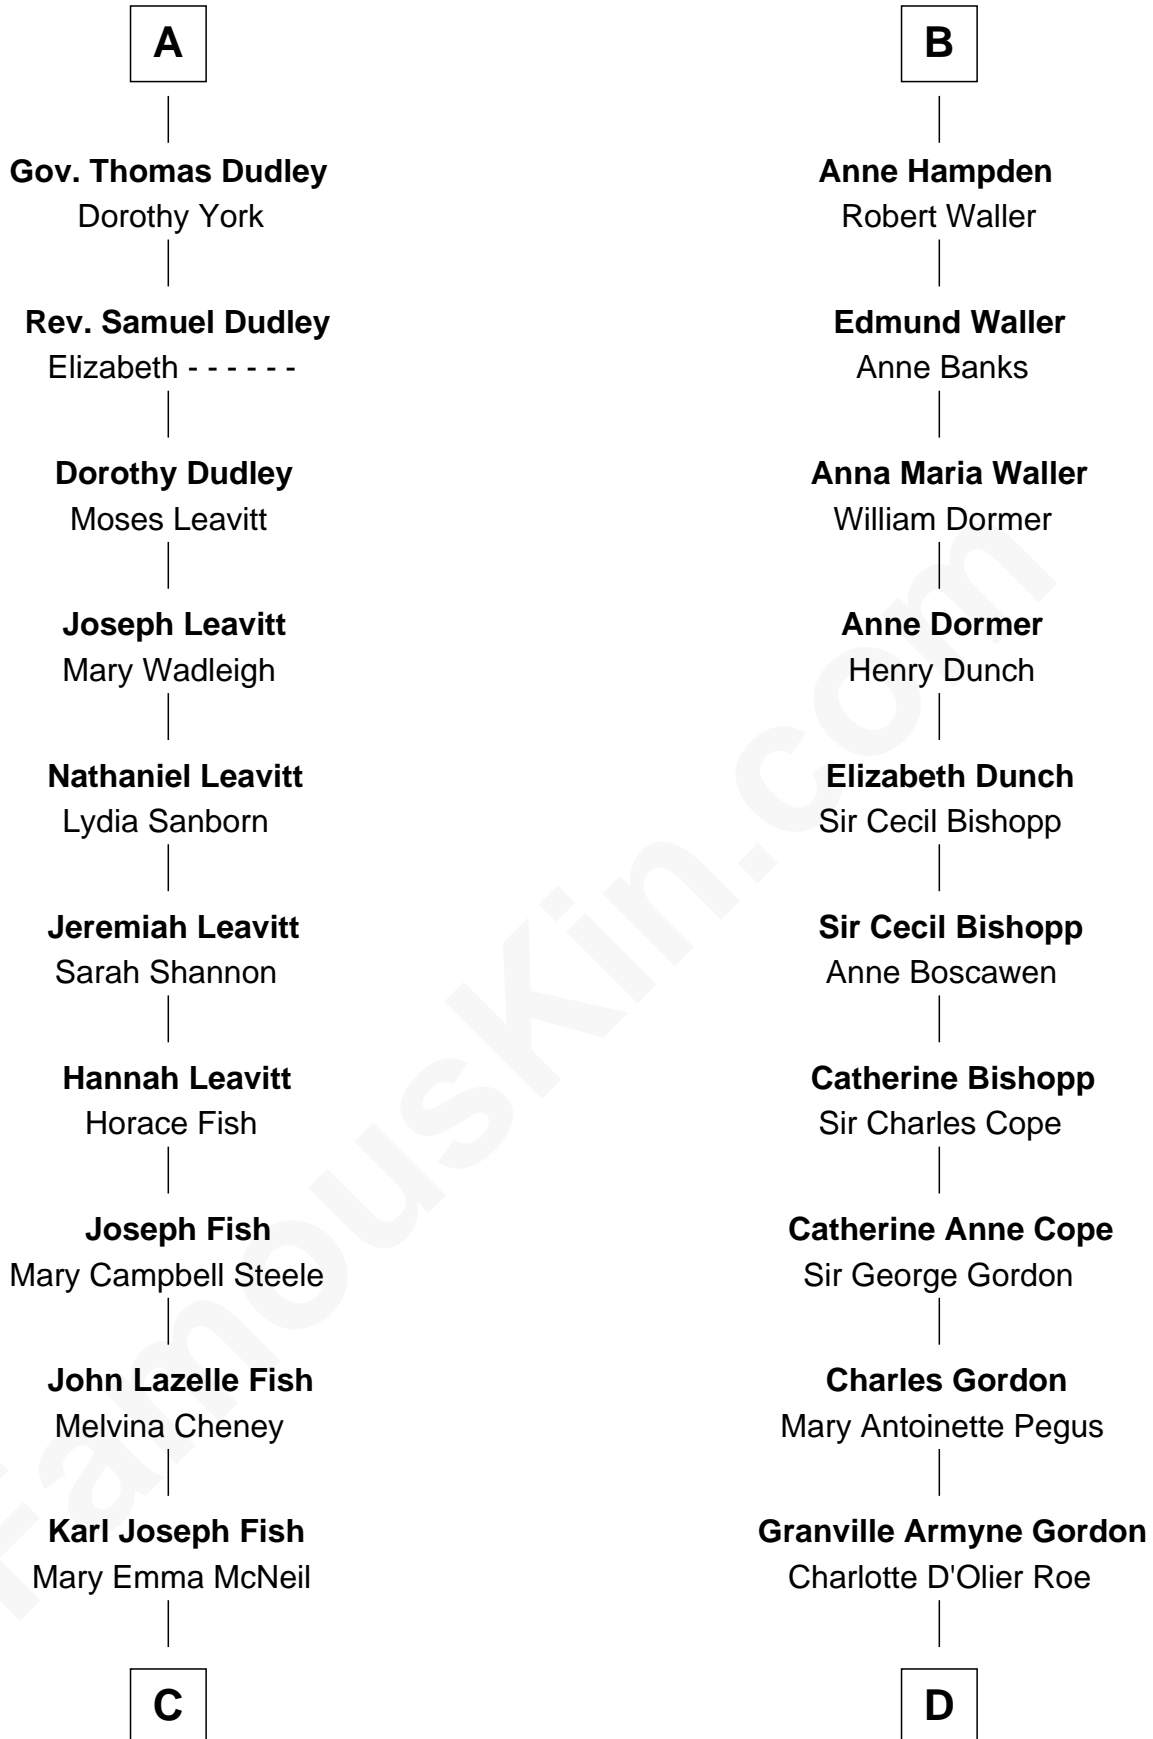 A
Gov. Thomas Dudley
Dorothy York
Rev. Samuel Dudley
Elizabeth - - - - - -
Dorothy Dudley
Moses Leavitt
Joseph Leavitt
Mary Wadleigh
Nathaniel Leavitt
Lydia Sanborn
Jeremiah Leavitt
Sarah Shannon
Hannah Leavitt
Horace Fish
Joseph Fish
Mary Campbell Steele
John Lazelle Fish
Melvina Cheney
Karl Joseph Fish
Mary Emma McNeil
C
B
Anne Hampden
Robert Waller
Edmund Waller
Anne Banks
Anna Maria Waller
William Dormer
Anne Dormer
Henry Dunch
Elizabeth Dunch
Sir Cecil Bishopp
Sir Cecil Bishopp
Anne Boscawen
Catherine Bishopp
Sir Charles Cope
Catherine Anne Cope
Sir George Gordon
Charles Gordon
Mary Antoinette Pegus
Granville Armyne Gordon
Charlotte D'Olier Roe
D
FamousKin.com